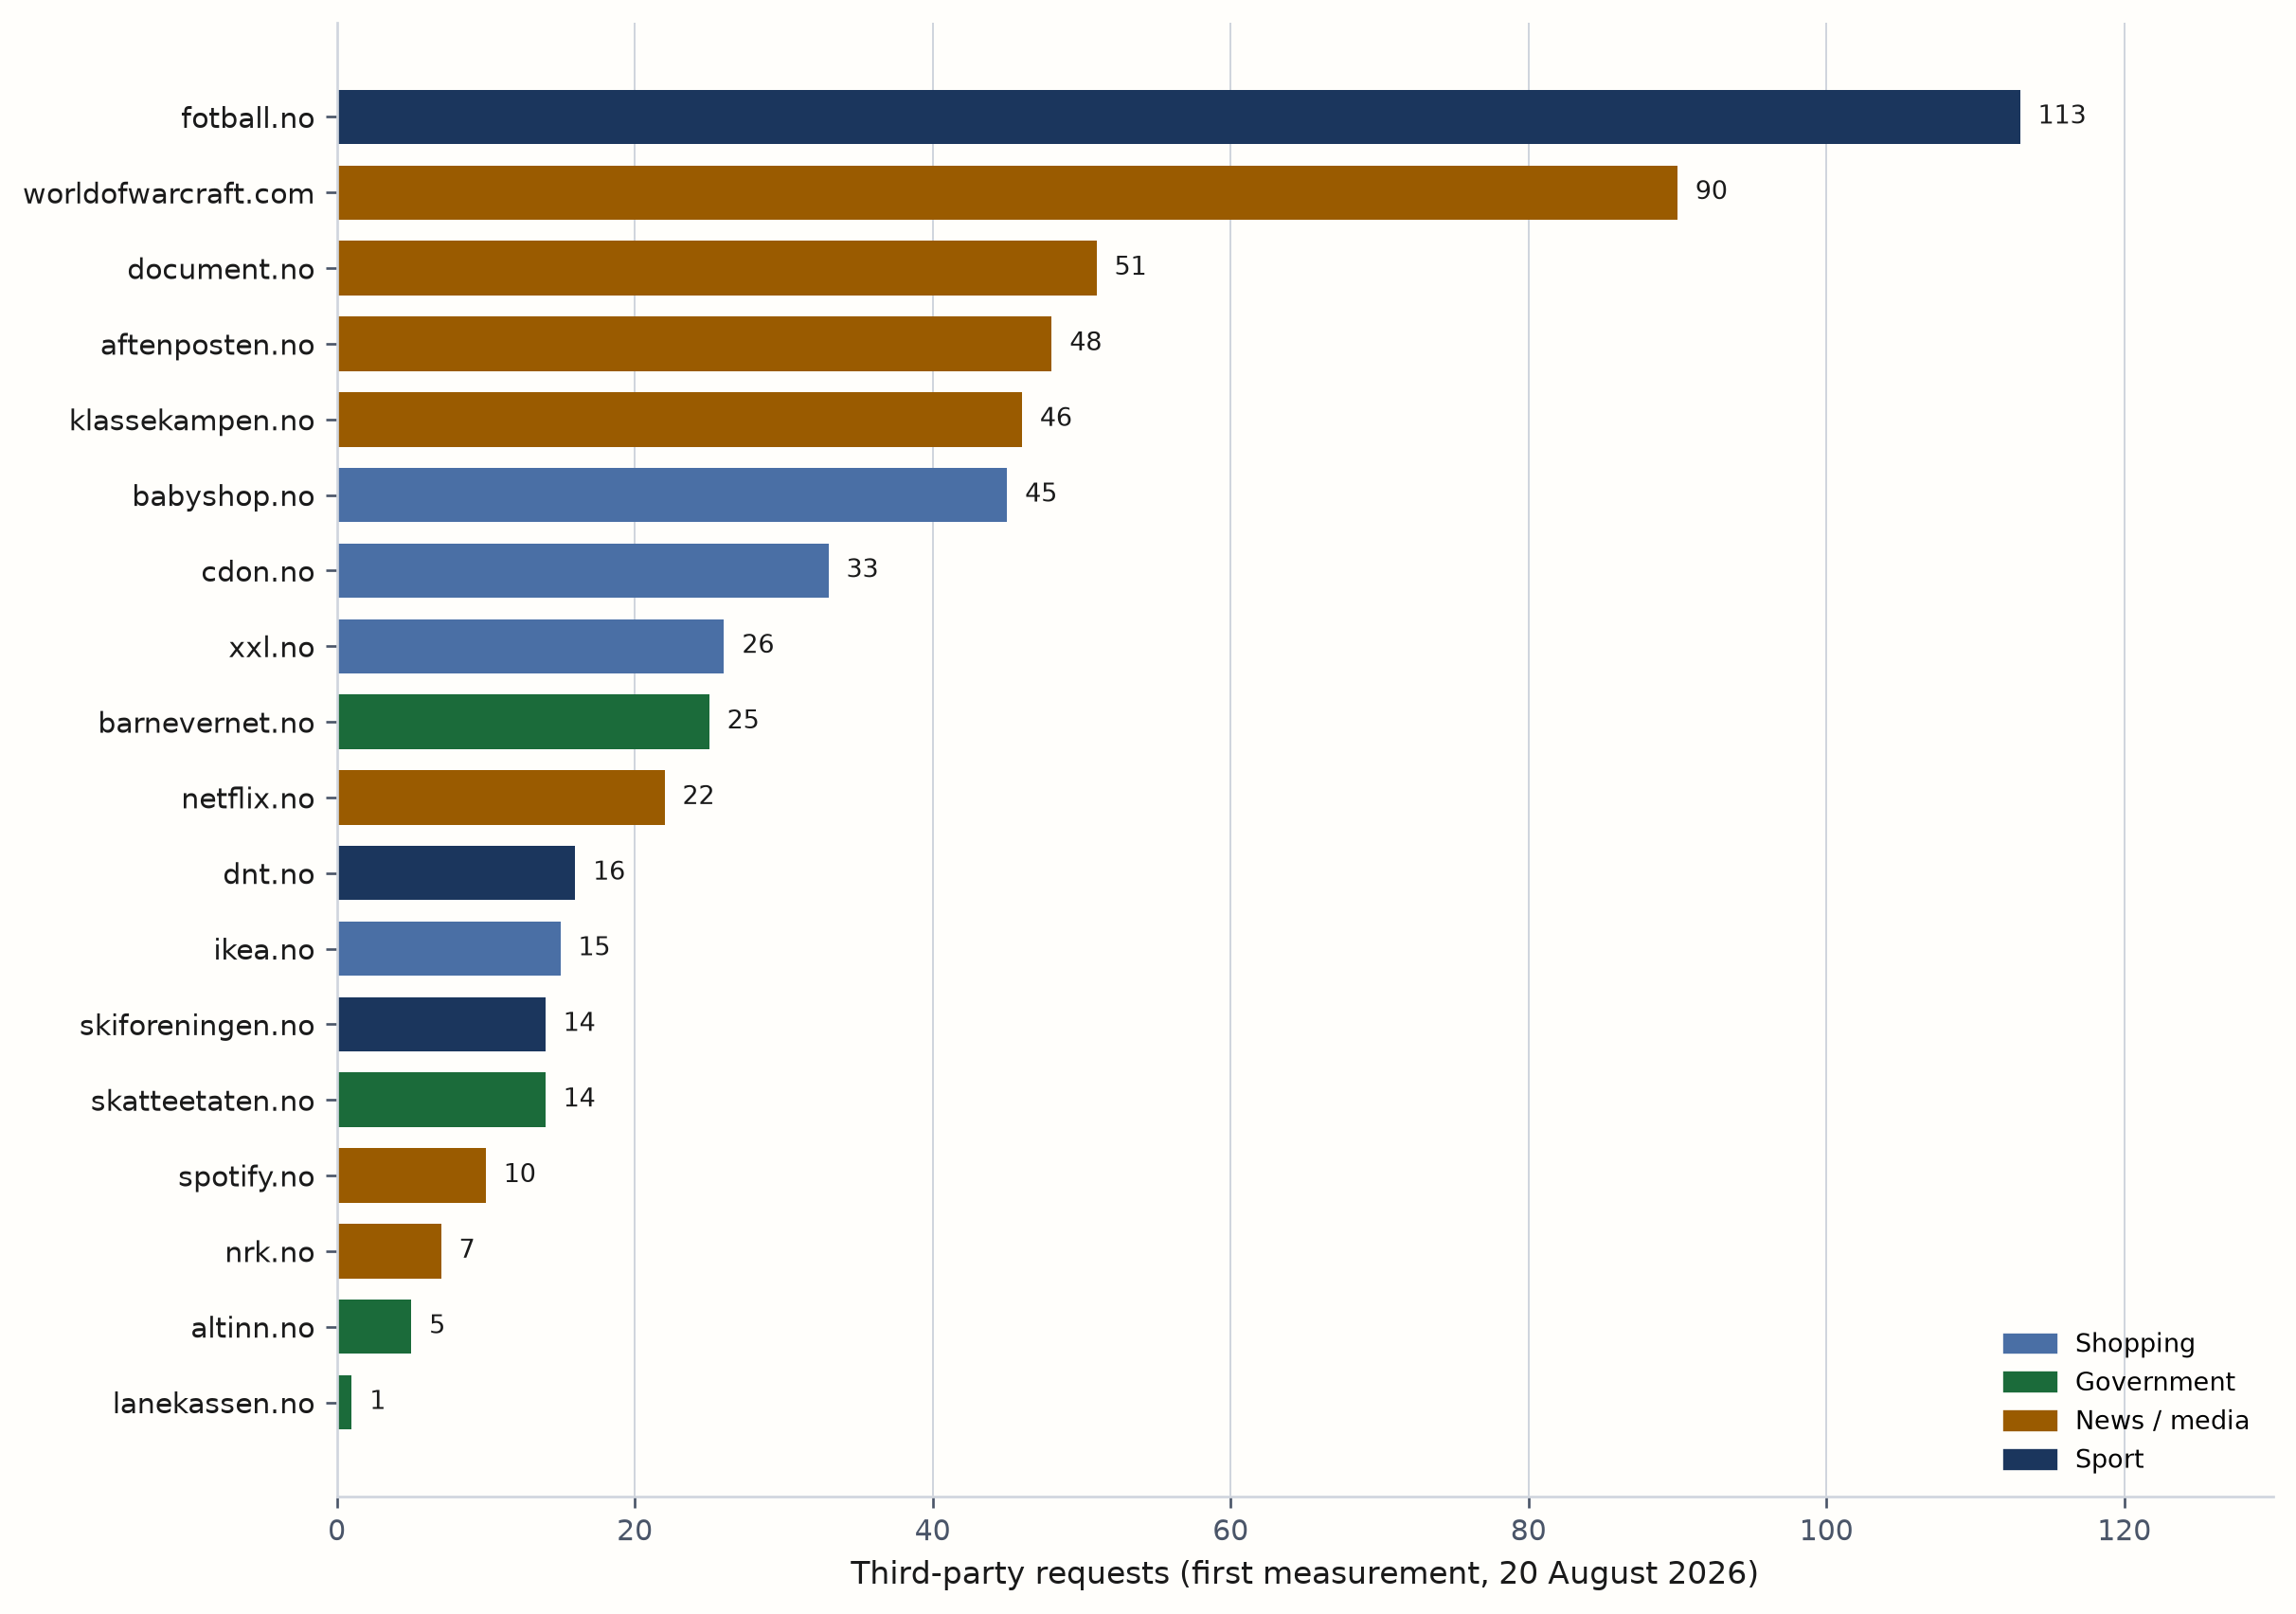 fotball.no 113
worldofwarcraft.com 90
document.no 51
aftenposten.no 48
klassekampen.no 46
babyshop.no 45
cdon.no 33
xxl.no 26
barnevernet.no 25
netflix.no 22
dnt.no 16
ikea.no 15
skiforeningen.no 14
skatteetaten.no 14
spotify.no 10
nrk.no 7
altinn.no 5
lanekassen.no 1
Shopping
Government
News / media
Sport
0 20 40 60 80 100 120
Third-party requests (first measurement, 20 August 2026)